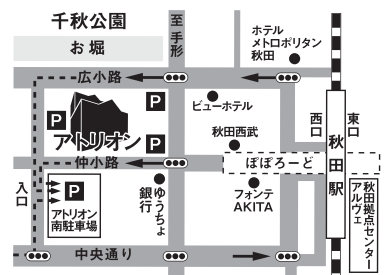 千秋公園
お堀
至手形
ホテル
メトロポリタン
秋田
広小路
P
P
ビューホテル
アトリオン
P
秋田西武
西口
東口
秋田駅
仲小路
ぽぽろーど
入口
P
アトリオン
南駐車場
ゆうちょ
銀行
フォンテ
AKITA
秋田拠点センター
アルヴェ
中央通り